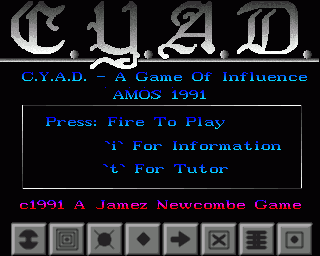 C.Y.A.D.
C.Y.A.D. - A Game Of Influence
AMOS 1991
Press: Fire To Play
`i` For Information
`t` For Tutor
c1991 A Jamez Newcombe Game